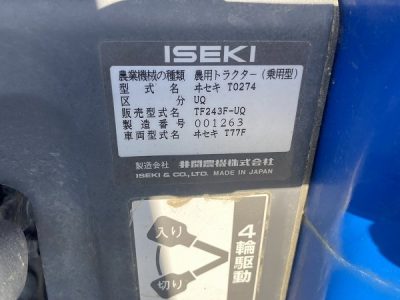 ISEKI
農業機械の種類 農用トラクター(乗用型)
型式名 ヰセキ T0274
区分 UQ
販売型式名 TF243F-UQ
製造番号 001263
車両型式名 ヰセキ T77F
製造会社 井関農機株式会社
ISEKI & CO.,LTD. MADE IN JAPAN
4輪駆動
入り
切り